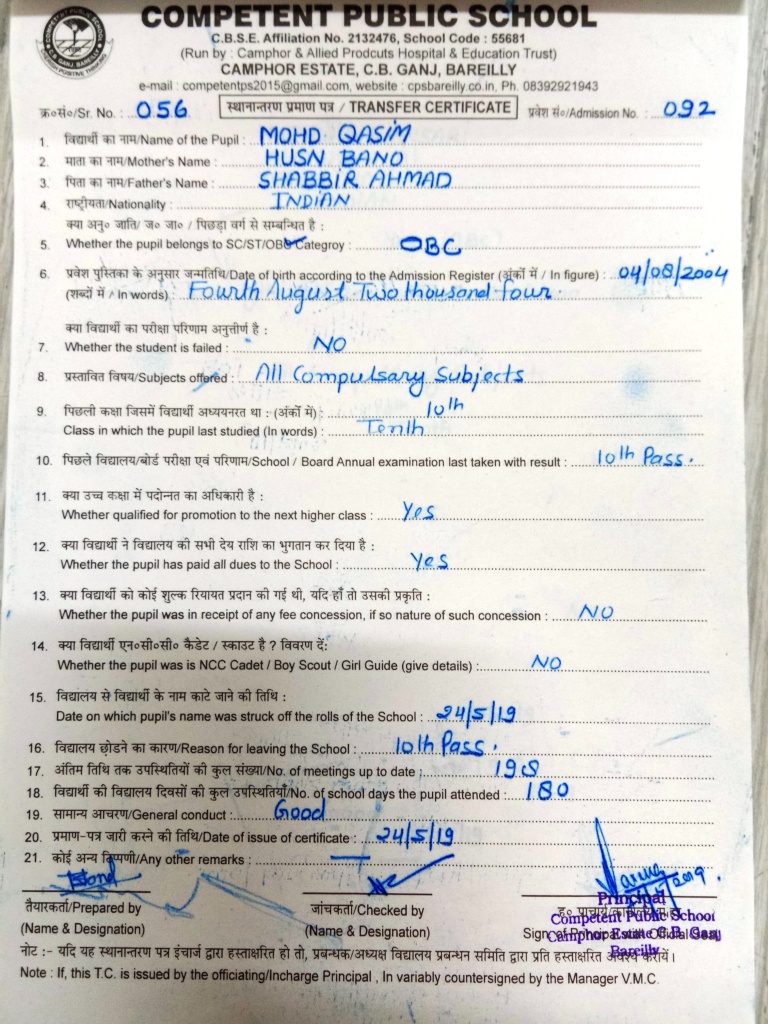 COMPETENT PUBLIC SCHOOL
C.B.S.E. Affiliation No. 2132476, School Code : 55681
(Run by : Camphor & Allied Prodcuts Hospital & Education Trust)
CAMPHOR ESTATE, C.B. GANJ, BAREILLY
e-mail : competentps2015@gmail.com, website : cpsbareilly.co.in, Ph. 08392921943
क्र०सं०/Sr. No. : 056 स्थानान्तरण प्रमाण पत्र / TRANSFER CERTIFICATE प्रवेश सं०/Admission No. : 092
1. विद्यार्थी का नाम/Name of the Pupil : MOHD QASIM
2. माता का नाम/Mother's Name : HUSN BANO
3. पिता का नाम/Father's Name : SHABBIR AHMAD
4. राष्ट्रीयता/Nationality : INDIAN
क्या अनु० जाति/ ज० जा० / पिछड़ा वर्ग से सम्बन्धित है :
5. Whether the pupil belongs to SC/ST/OBC Categroy : OBC
6. प्रवेश पुस्तिका के अनुसार जन्मतिथि/Date of birth according to the Admission Register (अंकों में / In figure) : 04/08/2004
(शब्दों में / In words) : Fourth August Two thousand four.
क्या विद्यार्थी का परीक्षा परिणाम अनुत्तीर्ण है :
7. Whether the student is failed : NO
8. प्रस्तावित विषय/Subjects offered : All Compulsary Subjects
9. पिछली कक्षा जिसमें विद्यार्थी अध्ययनरत था : (अंकों में) 10th
Class in which the pupil last studied (In words) : Tenth
10. पिछले विद्यालय/बोर्ड परीक्षा एवं परिणाम/School / Board Annual examination last taken with result : 10th Pass.
11. क्या उच्च कक्षा में पदोन्नत का अधिकारी है :
Whether qualified for promotion to the next higher class : Yes
12. क्या विद्यार्थी ने विद्यालय की सभी देय राशि का भुगतान कर दिया है :
Whether the pupil has paid all dues to the School : Yes
13. क्या विद्यार्थी को कोई शुल्क रियायत प्रदान की गई थी, यदि हाँ तो उसकी प्रकृति :
Whether the pupil was in receipt of any fee concession, if so nature of such concession : NO
14. क्या विद्यार्थी एन०सी०सी० कैडेट / स्काउट है ? विवरण दें:
Whether the pupil was is NCC Cadet / Boy Scout / Girl Guide (give details) : NO
15. विद्यालय से विद्यार्थी के नाम काटे जाने की तिथि :
Date on which pupil's name was struck off the rolls of the School : 24/5/19
16. विद्यालय छोडने का कारण/Reason for leaving the School : 10th Pass.
17. अंतिम तिथि तक उपस्थितियों की कुल संख्या/No. of meetings up to date : 198
18. विद्यार्थी की विद्यालय दिवसों की कुल उपस्थितियाँ/No. of school days the pupil attended : 180
19. सामान्य आचरण/General conduct : Good
20. प्रमाण-पत्र जारी करने की तिथि/Date of issue of certificate : 24/5/19
21. कोई अन्य टिप्पणी/Any other remarks :
तैयारकर्ता/Prepared by जांचकर्ता/Checked by
(Name & Designation) (Name & Designation)
Principal
Competent Public School
Camphor Estate C.B. Ganj
Bareilly
नोट :- यदि यह स्थानान्तरण पत्र इंचार्ज द्वारा हस्ताक्षरित हो तो, प्रबन्धक/अध्यक्ष विद्यालय प्रबन्धन समिति द्वारा प्रति हस्ताक्षरित अवश्य करायें।
Note : If, this T.C. is issued by the officiating/Incharge Principal , In variably countersigned by the Manager V.M.C.